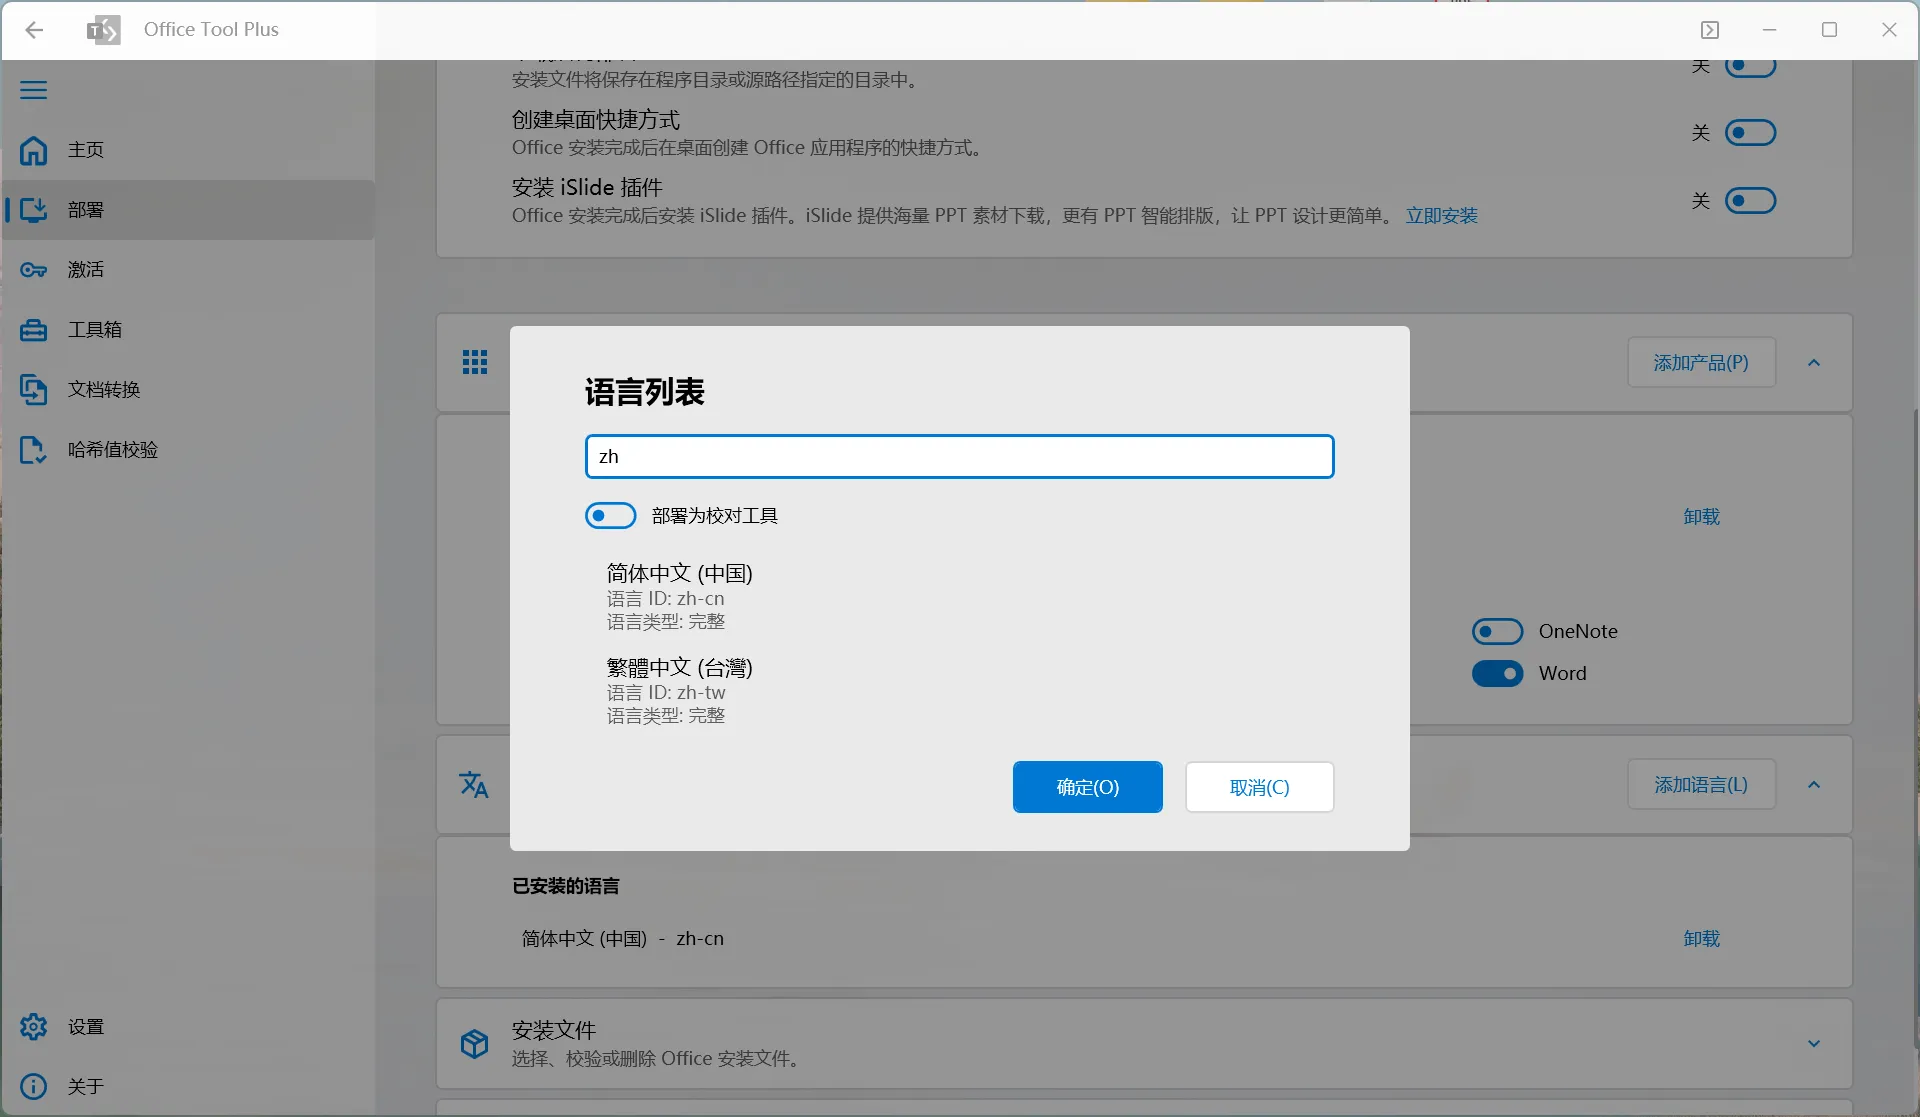 Office Tool Plus
主页
部署
激活
工具箱
文档转换
哈希值校验
设置
关于
关
安装文件将保存在程序目录或源路径指定的目录中。
创建桌面快捷方式
Office 安装完成后在桌面创建 Office 应用程序的快捷方式。
关
安装 iSlide 插件
Office 安装完成后安装 iSlide 插件。iSlide 提供海量 PPT 素材下载，更有 PPT 智能排版，让 PPT 设计更简单。 立即安装
关
添加产品(P)
卸载
OneNote
Word
语言列表
zh
部署为校对工具
简体中文 (中国)
语言 ID: zh-cn
语言类型: 完整
繁體中文 (台灣)
语言 ID: zh-tw
语言类型: 完整
确定(O)
取消(C)
添加语言(L)
已安装的语言
简体中文 (中国) - zh-cn
卸载
安装文件
选择、校验或删除 Office 安装文件。